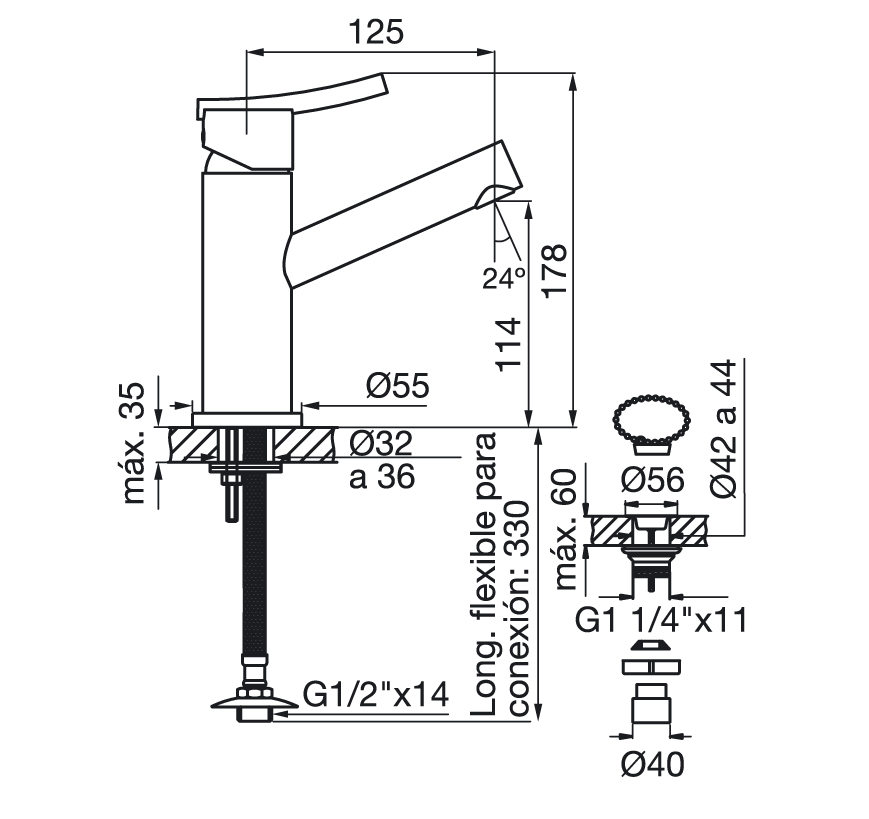 125
178
24º
114
Ø55
máx. 35
Ø32
a 36
Long. flexible para
conexión: 330
G1/2"x14
Ø42 a 44
Ø56
máx. 60
G1 1/4"x11
Ø40